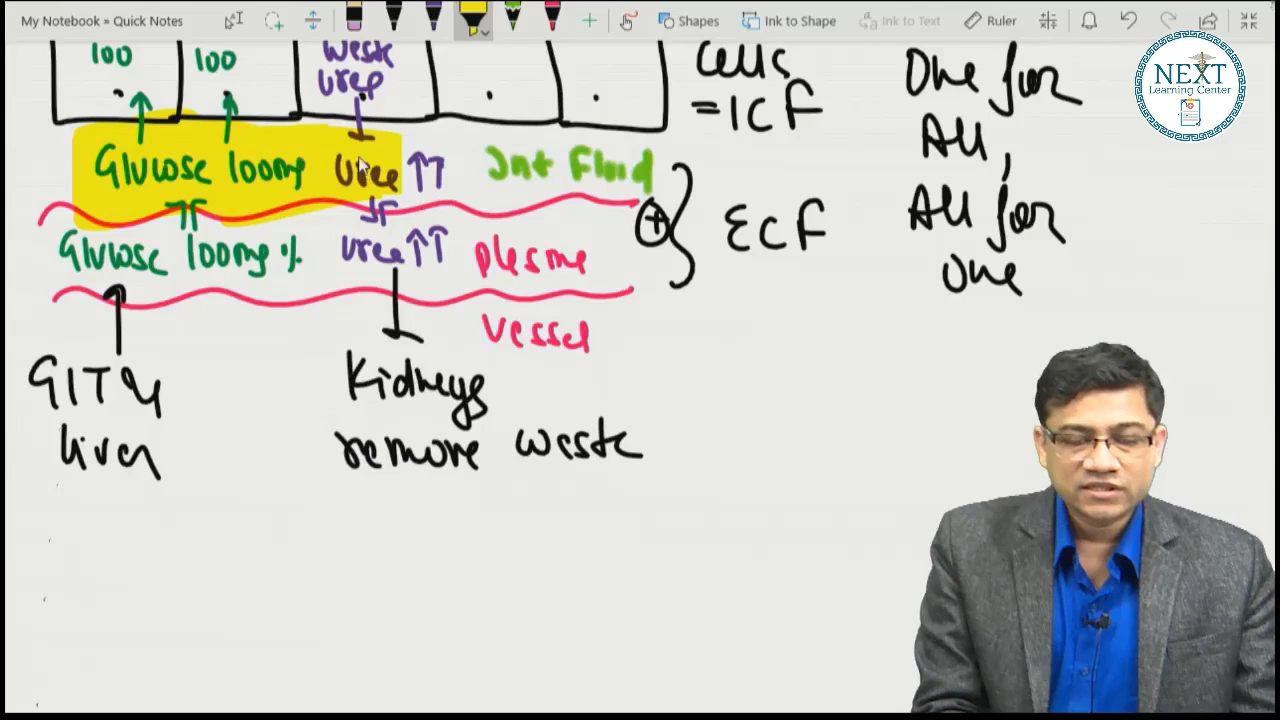 My Notebook » Quick Notes
Shapes
Ink to Shape
Ink to Text
Ruler
NEXT
Learning Center
100
100
Waste
urea
Cells
=ICF
One for
All,
All for
One
Glucose 100mg
Urea ↑↑
Int Fluid
ECF
Glucose 100mg%
Urea ↑↑
Plasma
Vessel
GIT &
liver
Kidneys
remove waste